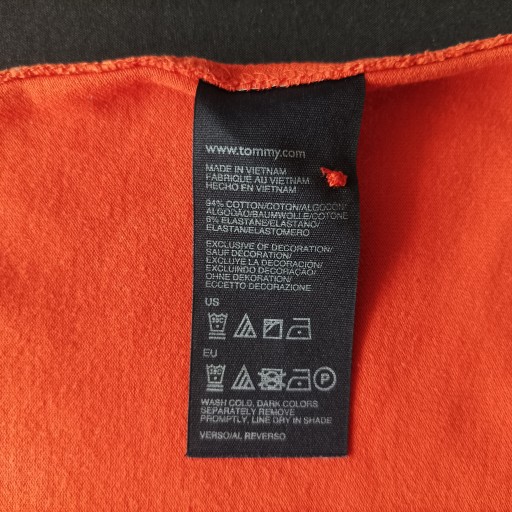 www.tommy.com
MADE IN VIETNAM
FABRIQUE AU VIETNAM
HECHO EN VIETNAM
94% COTTON/COTON/ALGODÓN/
ALGODÃO/BAUMWOLLE/COTONE
6% ELASTANE/ELASTANO/
ELASTAN/ELASTOMERO
EXCLUSIVE OF DECORATION/
SAUF DÉCORATION/
EXCLUYE LA DECORACIÓN/
EXCLUINDO DECORAÇÃO/
OHNE DEKORATION/
ECCETTO DECORAZIONE
US
EU
WASH COLD, DARK COLORS
SEPARATELY REMOVE
PROMPTLY, LINE DRY IN SHADE
VERSO/AL REVERSO